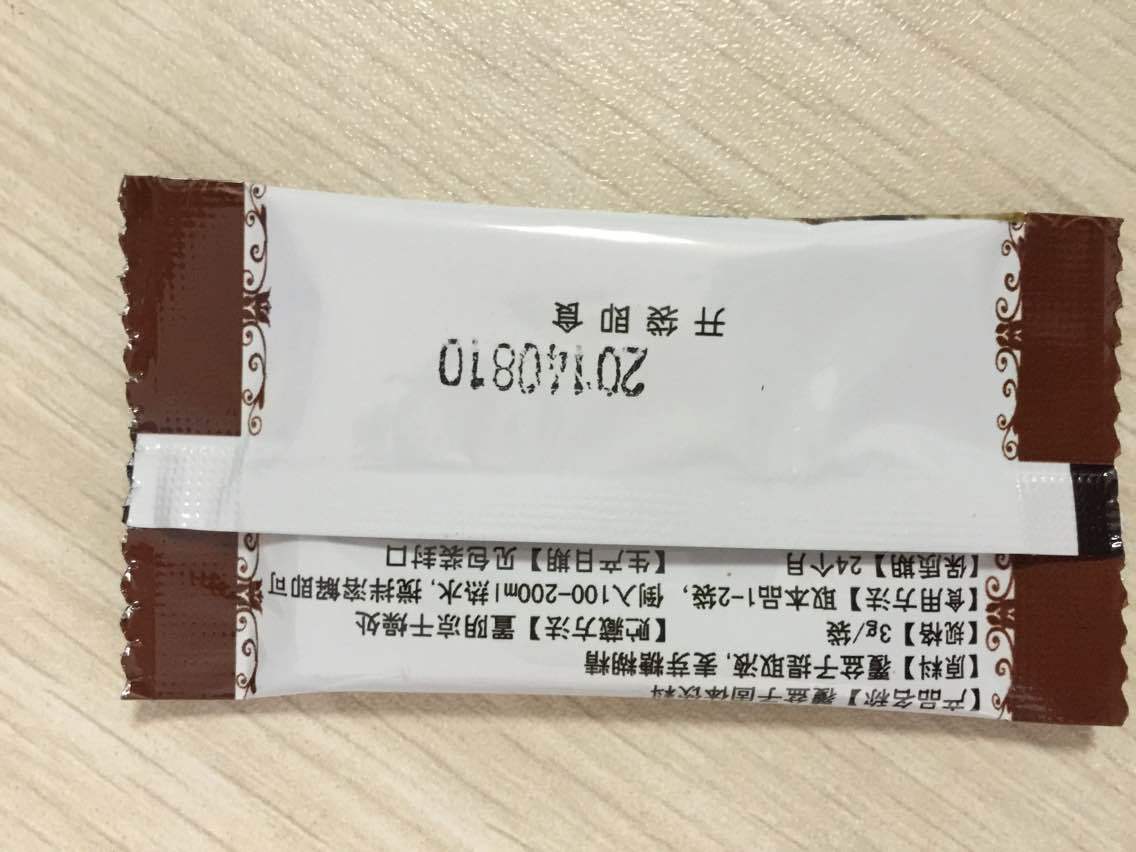 【产品名称】覆盆子固体饮料
【原料】覆盆子提取液，麦芽糖糊精
【规格】3g/袋 【贮藏方法】置阴凉干燥处
【食用方法】取本品1-2袋，倒入100-200ml热水，搅拌溶解即可
【保质期】24个月 【生产日期】见包装封口
20140810
开袋即食